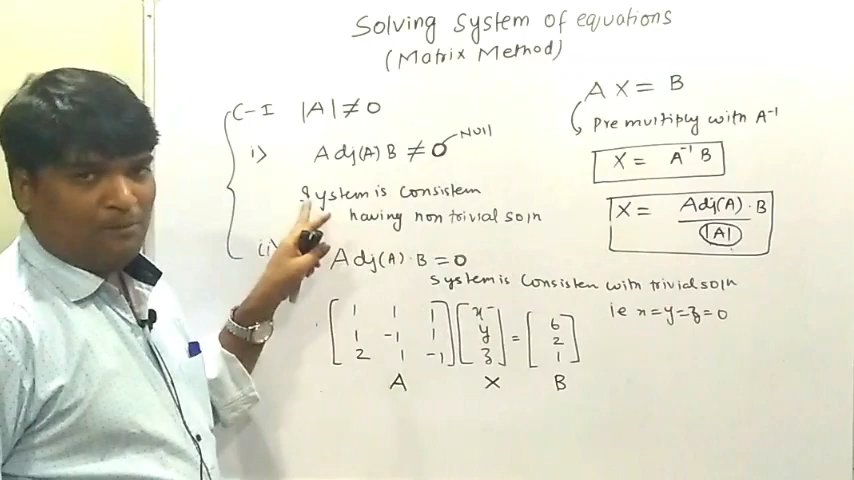 Solving System of equations
(Matrix Method)
C-I |A| ≠ 0
i) Adj(A) B ≠ 0 Null
System is consisten
having non trivial soln
ii) Adj(A) · B = 0
System is Consisten with trivial soln
ie x=y=z=0
[1 1 1] [x] = [6]
[1 -1 1] [y] [2]
[2 1 -1] [z] [1]
A X B
A X = B
Pre multiply with A⁻¹
X = A⁻¹ B
X = Adj(A) · B
|A|